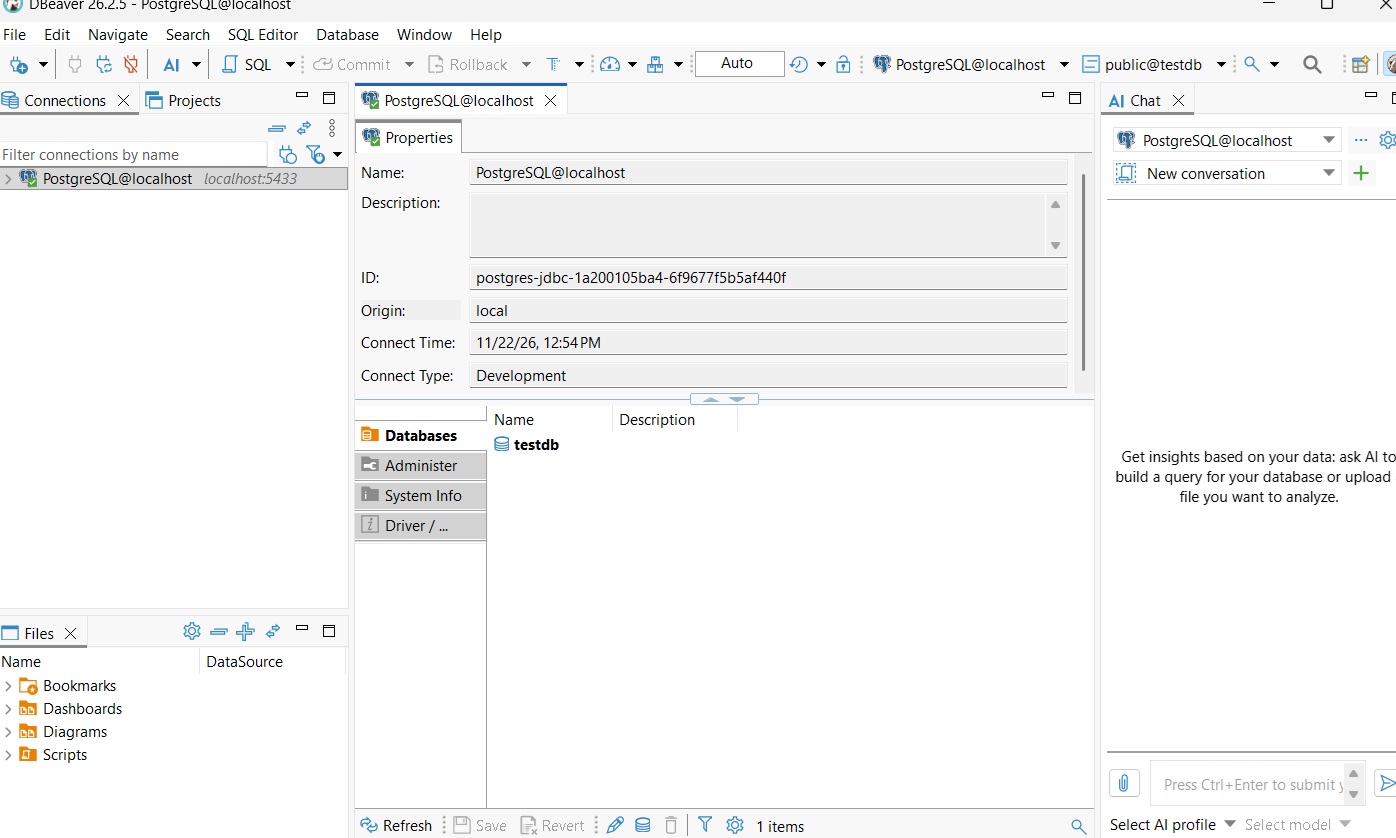 DBeaver 26.2.5 - PostgreSQL@localhost
File Edit Navigate Search SQL Editor Database Window Help
AI SQL Commit Rollback T Auto PostgreSQL@localhost public@testdb
Connections Projects
Filter connections by name
PostgreSQL@localhost localhost:5433
Files
Name DataSource
Bookmarks
Dashboards
Diagrams
Scripts
PostgreSQL@localhost
Properties
Name: PostgreSQL@localhost
Description:
ID: postgres-jdbc-1a200105ba4-6f9677f5b5af440f
Origin: local
Connect Time: 11/22/26, 12:54 PM
Connect Type: Development
Databases
Administer
System Info
Driver / ...
Name Description
testdb
Refresh Save Revert 1 items
AI Chat
PostgreSQL@localhost
New conversation
Get insights based on your data: ask AI to
build a query for your database or upload
file you want to analyze.
Press Ctrl+Enter to submit
Select AI profile Select model